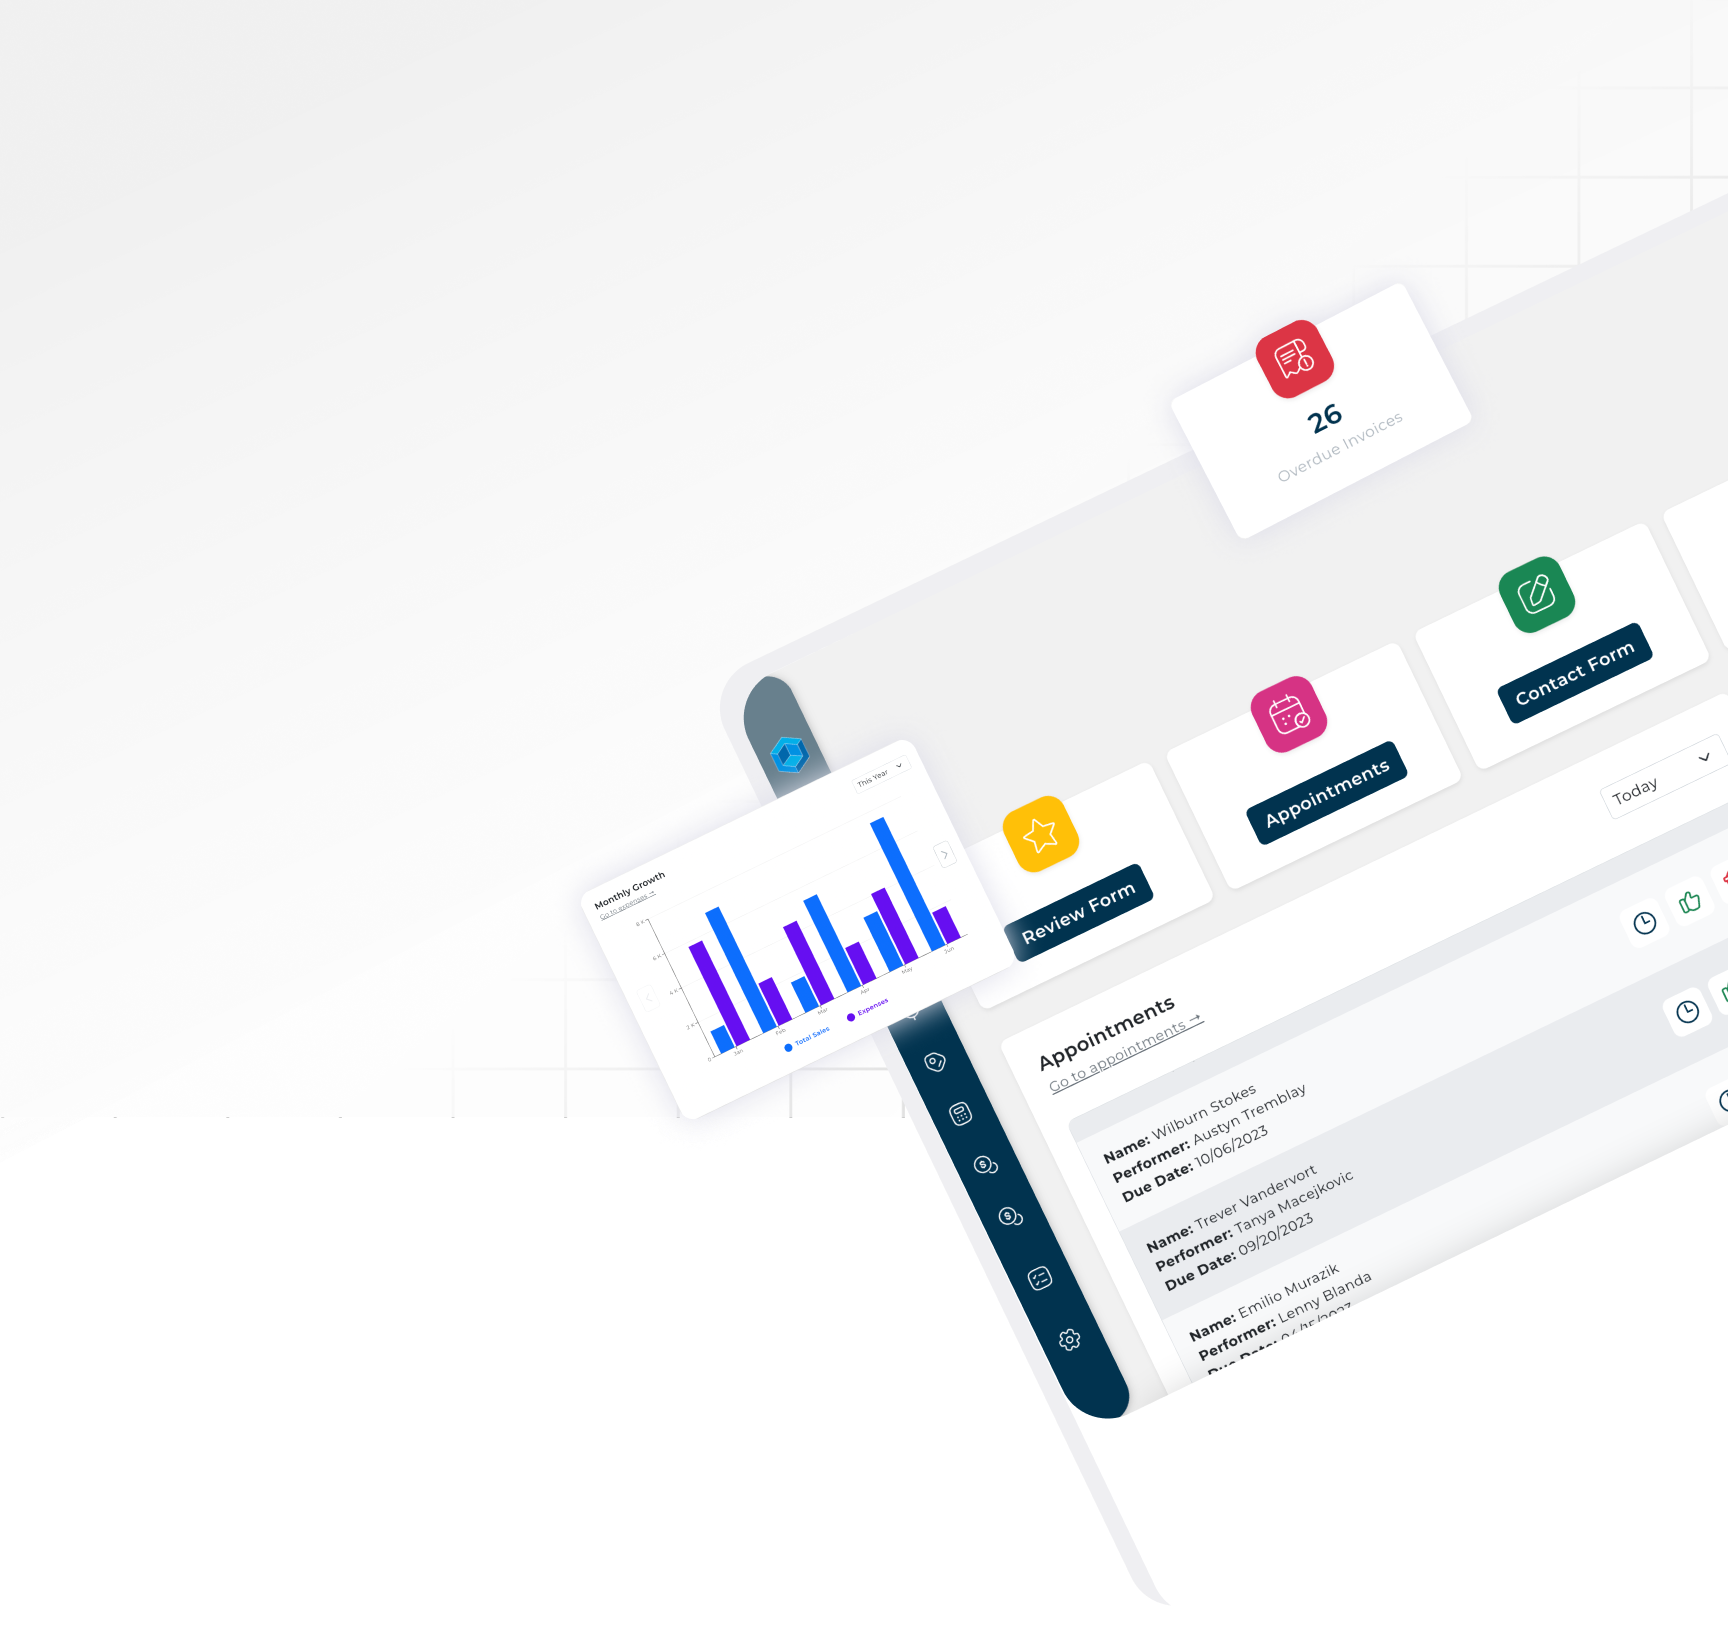 26
Overdue Invoices
Contact Form
Appointments
Review Form
This Year
Monthly Growth
Go to expenses →
8 K
6 K
4 K
2 K
0
Jan
Feb
Mar
Apr
May
Jun
Total Sales
Expenses
Today
Appointments
Go to appointments →
Name: Wilburn Stokes
Performer: Austyn Tremblay
Due Date: 10/06/2023
Name: Trever Vandervort
Performer: Tanya Macejkovic
Due Date: 09/20/2023
Name: Emilio Murazik
Performer: Lenny Blanda
Due Date: 04/15/2023